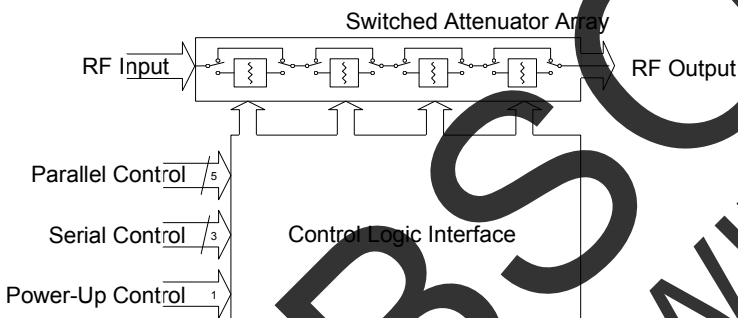 Switched Attenuator Array
RF Input
RF Output
Parallel Control 5
Serial Control 3
Control Logic Interface
Power-Up Control 1